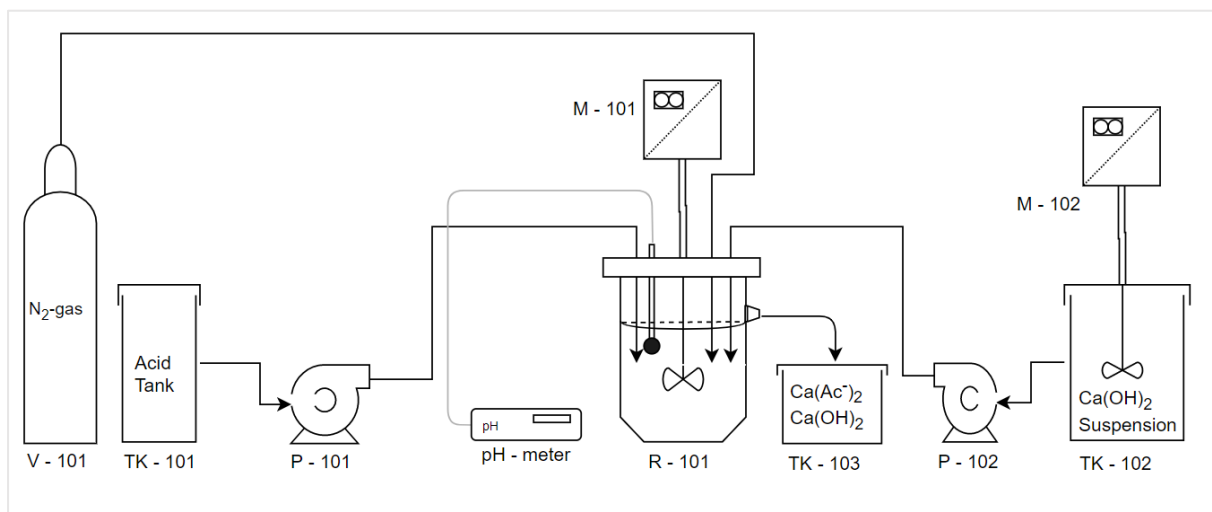 M - 101
M - 102
N₂-gas
Acid
Tank
pH
Ca(Ac⁻)₂
Ca(OH)₂
Ca(OH)₂
Suspension
V - 101
TK - 101
P - 101
pH - meter
R - 101
TK - 103
P - 102
TK - 102